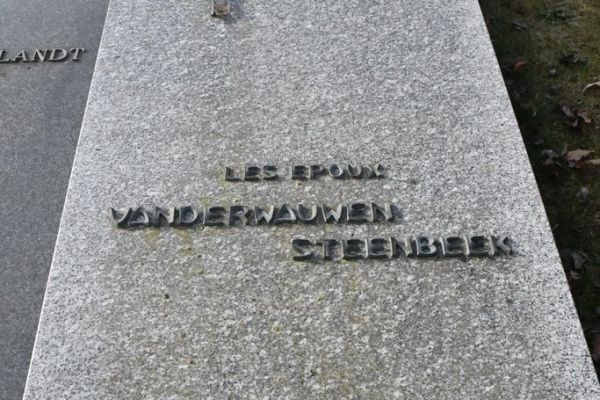 LANDT
LES EPOUX
VANDERWAUWEN
STEENBEEK